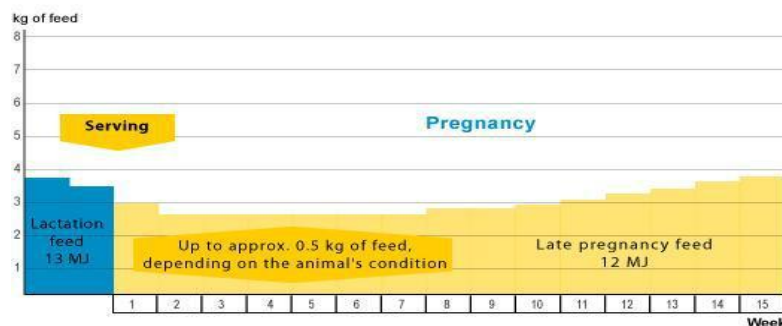 kg of feed
8
7
6
5
4
3
2
1
Serving
Pregnancy
Lactation
feed
13 MJ
Up to approx. 0.5 kg of feed,
depending on the animal's condition
Late pregnancy feed
12 MJ
1 2 3 4 5 6 7 8 9 10 11 12 13 14 15
Week